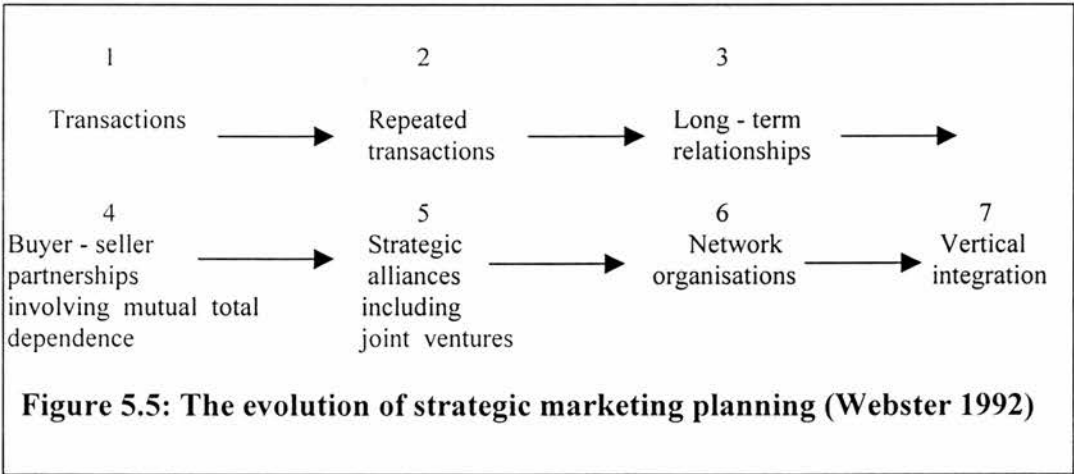 1 2 3
Transactions Repeated transactions Long - term relationships
4 5 6 7
Buyer - seller partnerships involving mutual total dependence Strategic alliances including joint ventures Network organisations Vertical integration
Figure 5.5: The evolution of strategic marketing planning (Webster 1992)